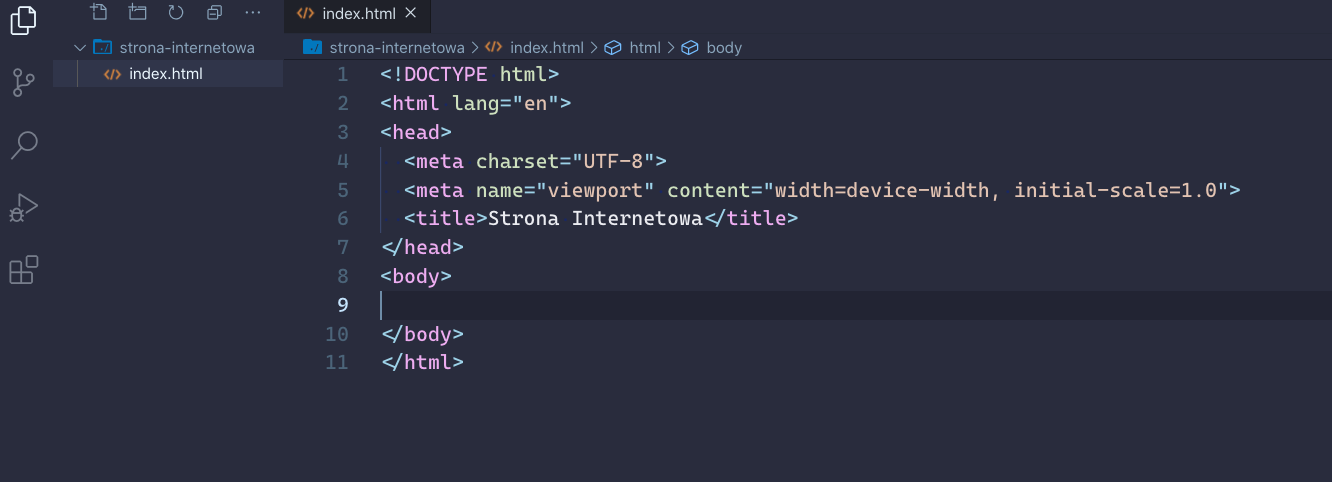 index.html
strona-internetowa
index.html
strona-internetowa > index.html > html > body
1 <!DOCTYPE html>
2 <html lang="en">
3 <head>
4 <meta charset="UTF-8">
5 <meta name="viewport" content="width=device-width, initial-scale=1.0">
6 <title>Strona Internetowa</title>
7 </head>
8 <body>
9
10 </body>
11 </html>